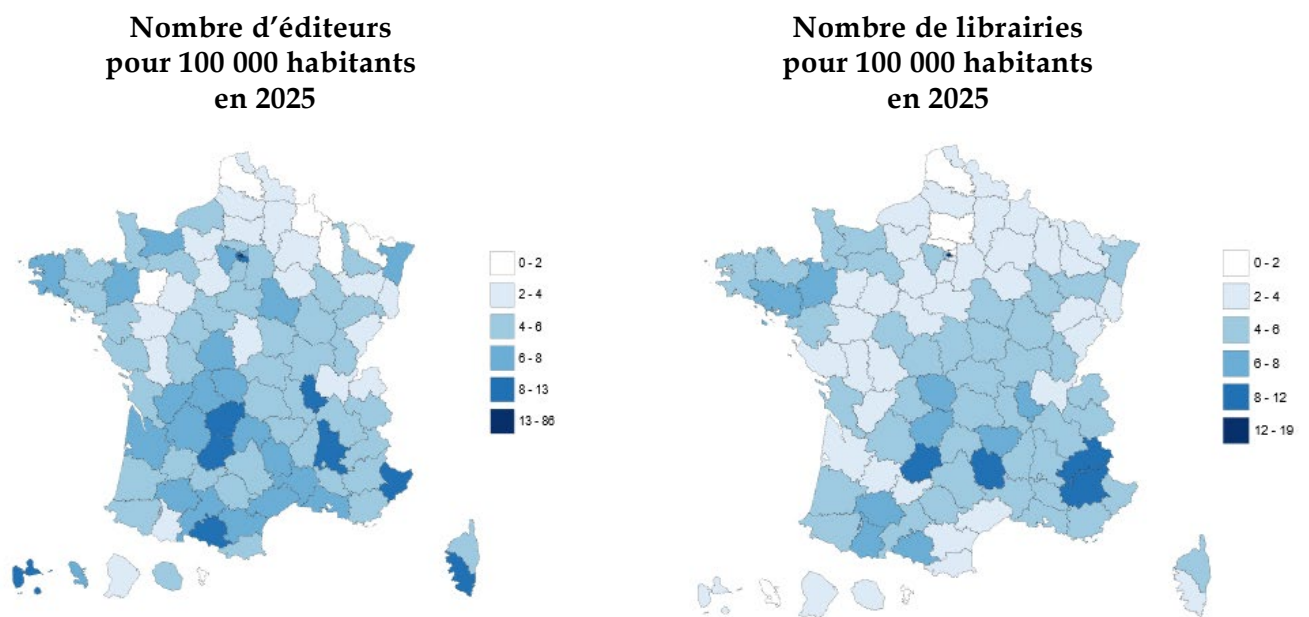 Nombre d’éditeurs
pour 100 000 habitants
en 2025
0 - 2
2 - 4
4 - 6
6 - 8
8 - 13
13 - 86
Nombre de librairies
pour 100 000 habitants
en 2025
0 - 2
2 - 4
4 - 6
6 - 8
8 - 12
12 - 19